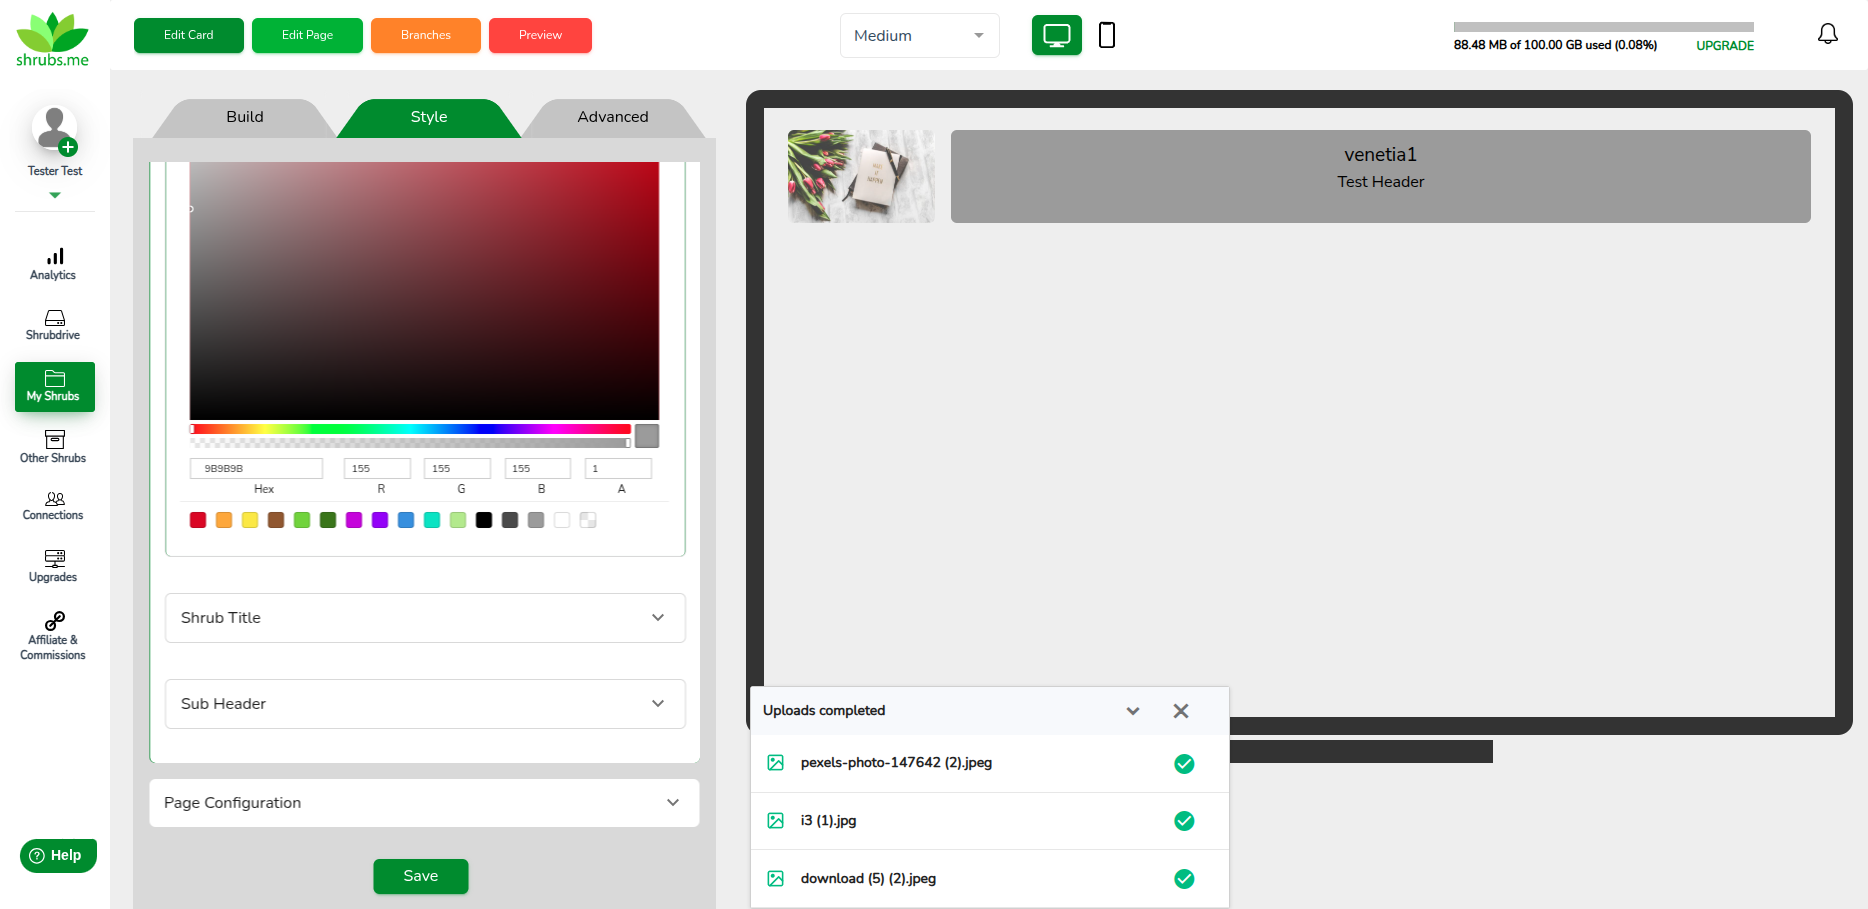 shrubs.me
Edit Card
Edit Page
Branches
Preview
Medium
88.48 MB of 100.00 GB used (0.08%)
UPGRADE
Tester Test
Analytics
Shrubdrive
My Shrubs
Other Shrubs
Connections
Upgrades
Affiliate &
Commissions
Help
Build
Style
Advanced
9B9B9B
155
155
155
1
Hex
R
G
B
A
Shrub Title
Sub Header
Page Configuration
Save
venetia1
Test Header
Uploads completed
pexels-photo-147642 (2).jpeg
i3 (1).jpg
download (5) (2).jpeg